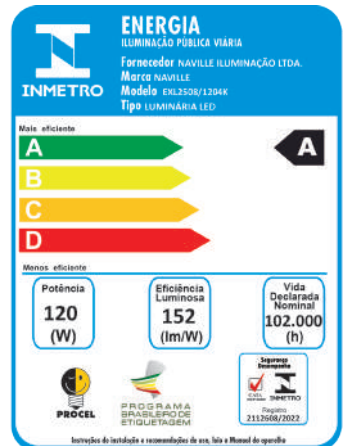 ENERGIA
ILUMINAÇÃO PÚBLICA VIÁRIA
Fornecedor NAVILLE ILUMINAÇÃO LTDA.
Marca NAVILLE
Modelo EXL2508/1204K
Tipo LUMINÁRIA LED
INMETRO
Mais eficiente
A
A
B
C
D
Menos eficiente
Potência
120
(W)
Eficiência
Luminosa
152
(lm/W)
Vida
Declarada
Nominal
102.000
(h)
PROCEL
PROGRAMA
BRASILEIRO DE
ETIQUETAGEM
Segurança
Desempenho
INMETRO
Registro
2112608/2022
Instruções de instalação e recomendações de uso, leia o Manual do aparelho